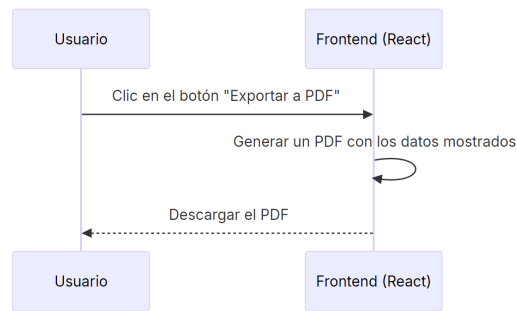 Usuario
Frontend (React)
Clic en el botón "Exportar a PDF"
Generar un PDF con los datos mostrados
Descargar el PDF
Usuario
Frontend (React)